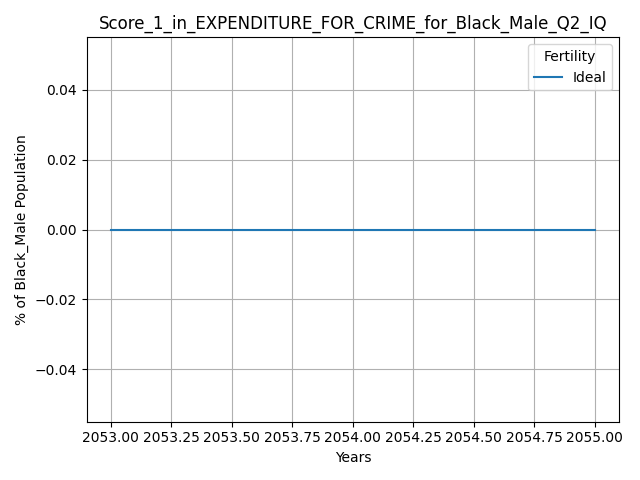 Score_1_in_EXPENDITURE_FOR_CRIME_for_Black_Male_Q2_IQ
Fertility
Ideal
0.04
0.02
0.00
−0.02
−0.04
% of Black_Male Population
2053.00 2053.25 2053.50 2053.75 2054.00 2054.25 2054.50 2054.75 2055.00
Years